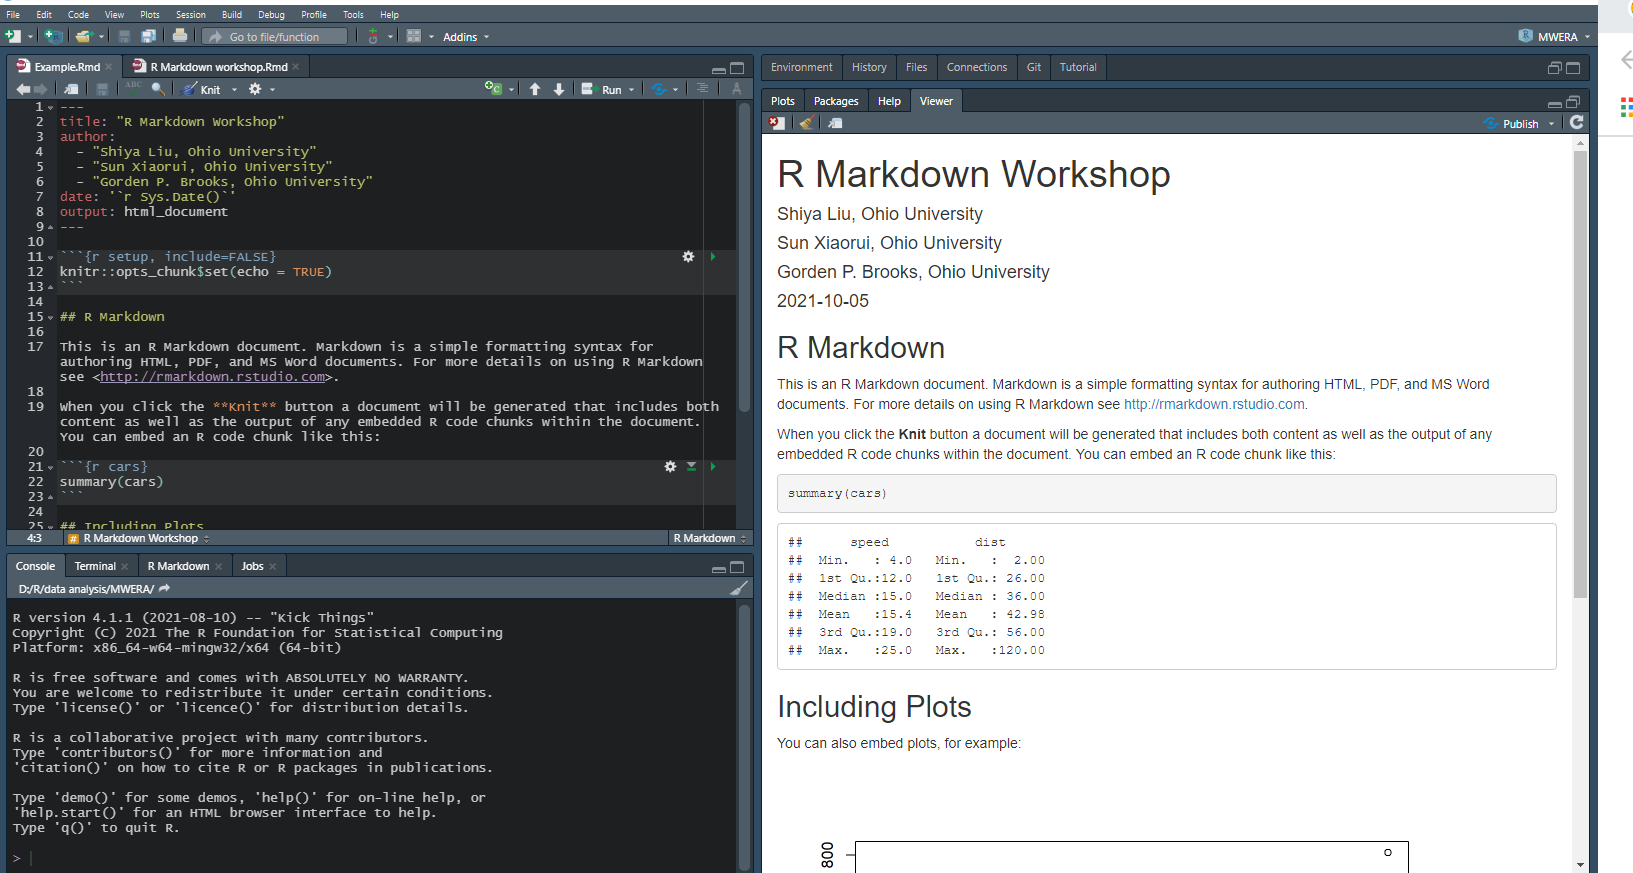 File Edit Code View Plots Session Build Debug Profile Tools Help
Go to file/function Addins MWERA
Example.Rmd R Markdown workshop.Rmd
ABC Knit Run
1 ---
2 title: "R Markdown Workshop"
3 author:
4 - "Shiya Liu, Ohio University"
5 - "Sun Xiaorui, Ohio University"
6 - "Gorden P. Brooks, Ohio University"
7 date: '`r Sys.Date()`'
8 output: html_document
9 ---
10
11 ```{r setup, include=FALSE}
12 knitr::opts_chunk$set(echo = TRUE)
13 ```
14
15 ## R Markdown
16
17 This is an R Markdown document. Markdown is a simple formatting syntax for
authoring HTML, PDF, and MS Word documents. For more details on using R Markdown
see <http://rmarkdown.rstudio.com>.
18
19 When you click the **Knit** button a document will be generated that includes both
content as well as the output of any embedded R code chunks within the document.
You can embed an R code chunk like this:
20
21 ```{r cars}
22 summary(cars)
23 ```
24
25 ## Including Plots
4:3 # R Markdown Workshop R Markdown
Console Terminal R Markdown Jobs
D:/R/data analysis/MWERA/
R version 4.1.1 (2021-08-10) -- "Kick Things"
Copyright (C) 2021 The R Foundation for Statistical Computing
Platform: x86_64-w64-mingw32/x64 (64-bit)
R is free software and comes with ABSOLUTELY NO WARRANTY.
You are welcome to redistribute it under certain conditions.
Type 'license()' or 'licence()' for distribution details.
R is a collaborative project with many contributors.
Type 'contributors()' for more information and
'citation()' on how to cite R or R packages in publications.
Type 'demo()' for some demos, 'help()' for on-line help, or
'help.start()' for an HTML browser interface to help.
Type 'q()' to quit R.
>
Environment History Files Connections Git Tutorial
Plots Packages Help Viewer
Publish
R Markdown Workshop
Shiya Liu, Ohio University
Sun Xiaorui, Ohio University
Gorden P. Brooks, Ohio University
2021-10-05
R Markdown
This is an R Markdown document. Markdown is a simple formatting syntax for authoring HTML, PDF, and MS Word
documents. For more details on using R Markdown see http://rmarkdown.rstudio.com.
When you click the Knit button a document will be generated that includes both content as well as the output of any
embedded R code chunks within the document. You can embed an R code chunk like this:
summary(cars)
## speed dist
## Min. : 4.0 Min. : 2.00
## 1st Qu.:12.0 1st Qu.: 26.00
## Median :15.0 Median : 36.00
## Mean :15.4 Mean : 42.98
## 3rd Qu.:19.0 3rd Qu.: 56.00
## Max. :25.0 Max. :120.00
Including Plots
You can also embed plots, for example:
800